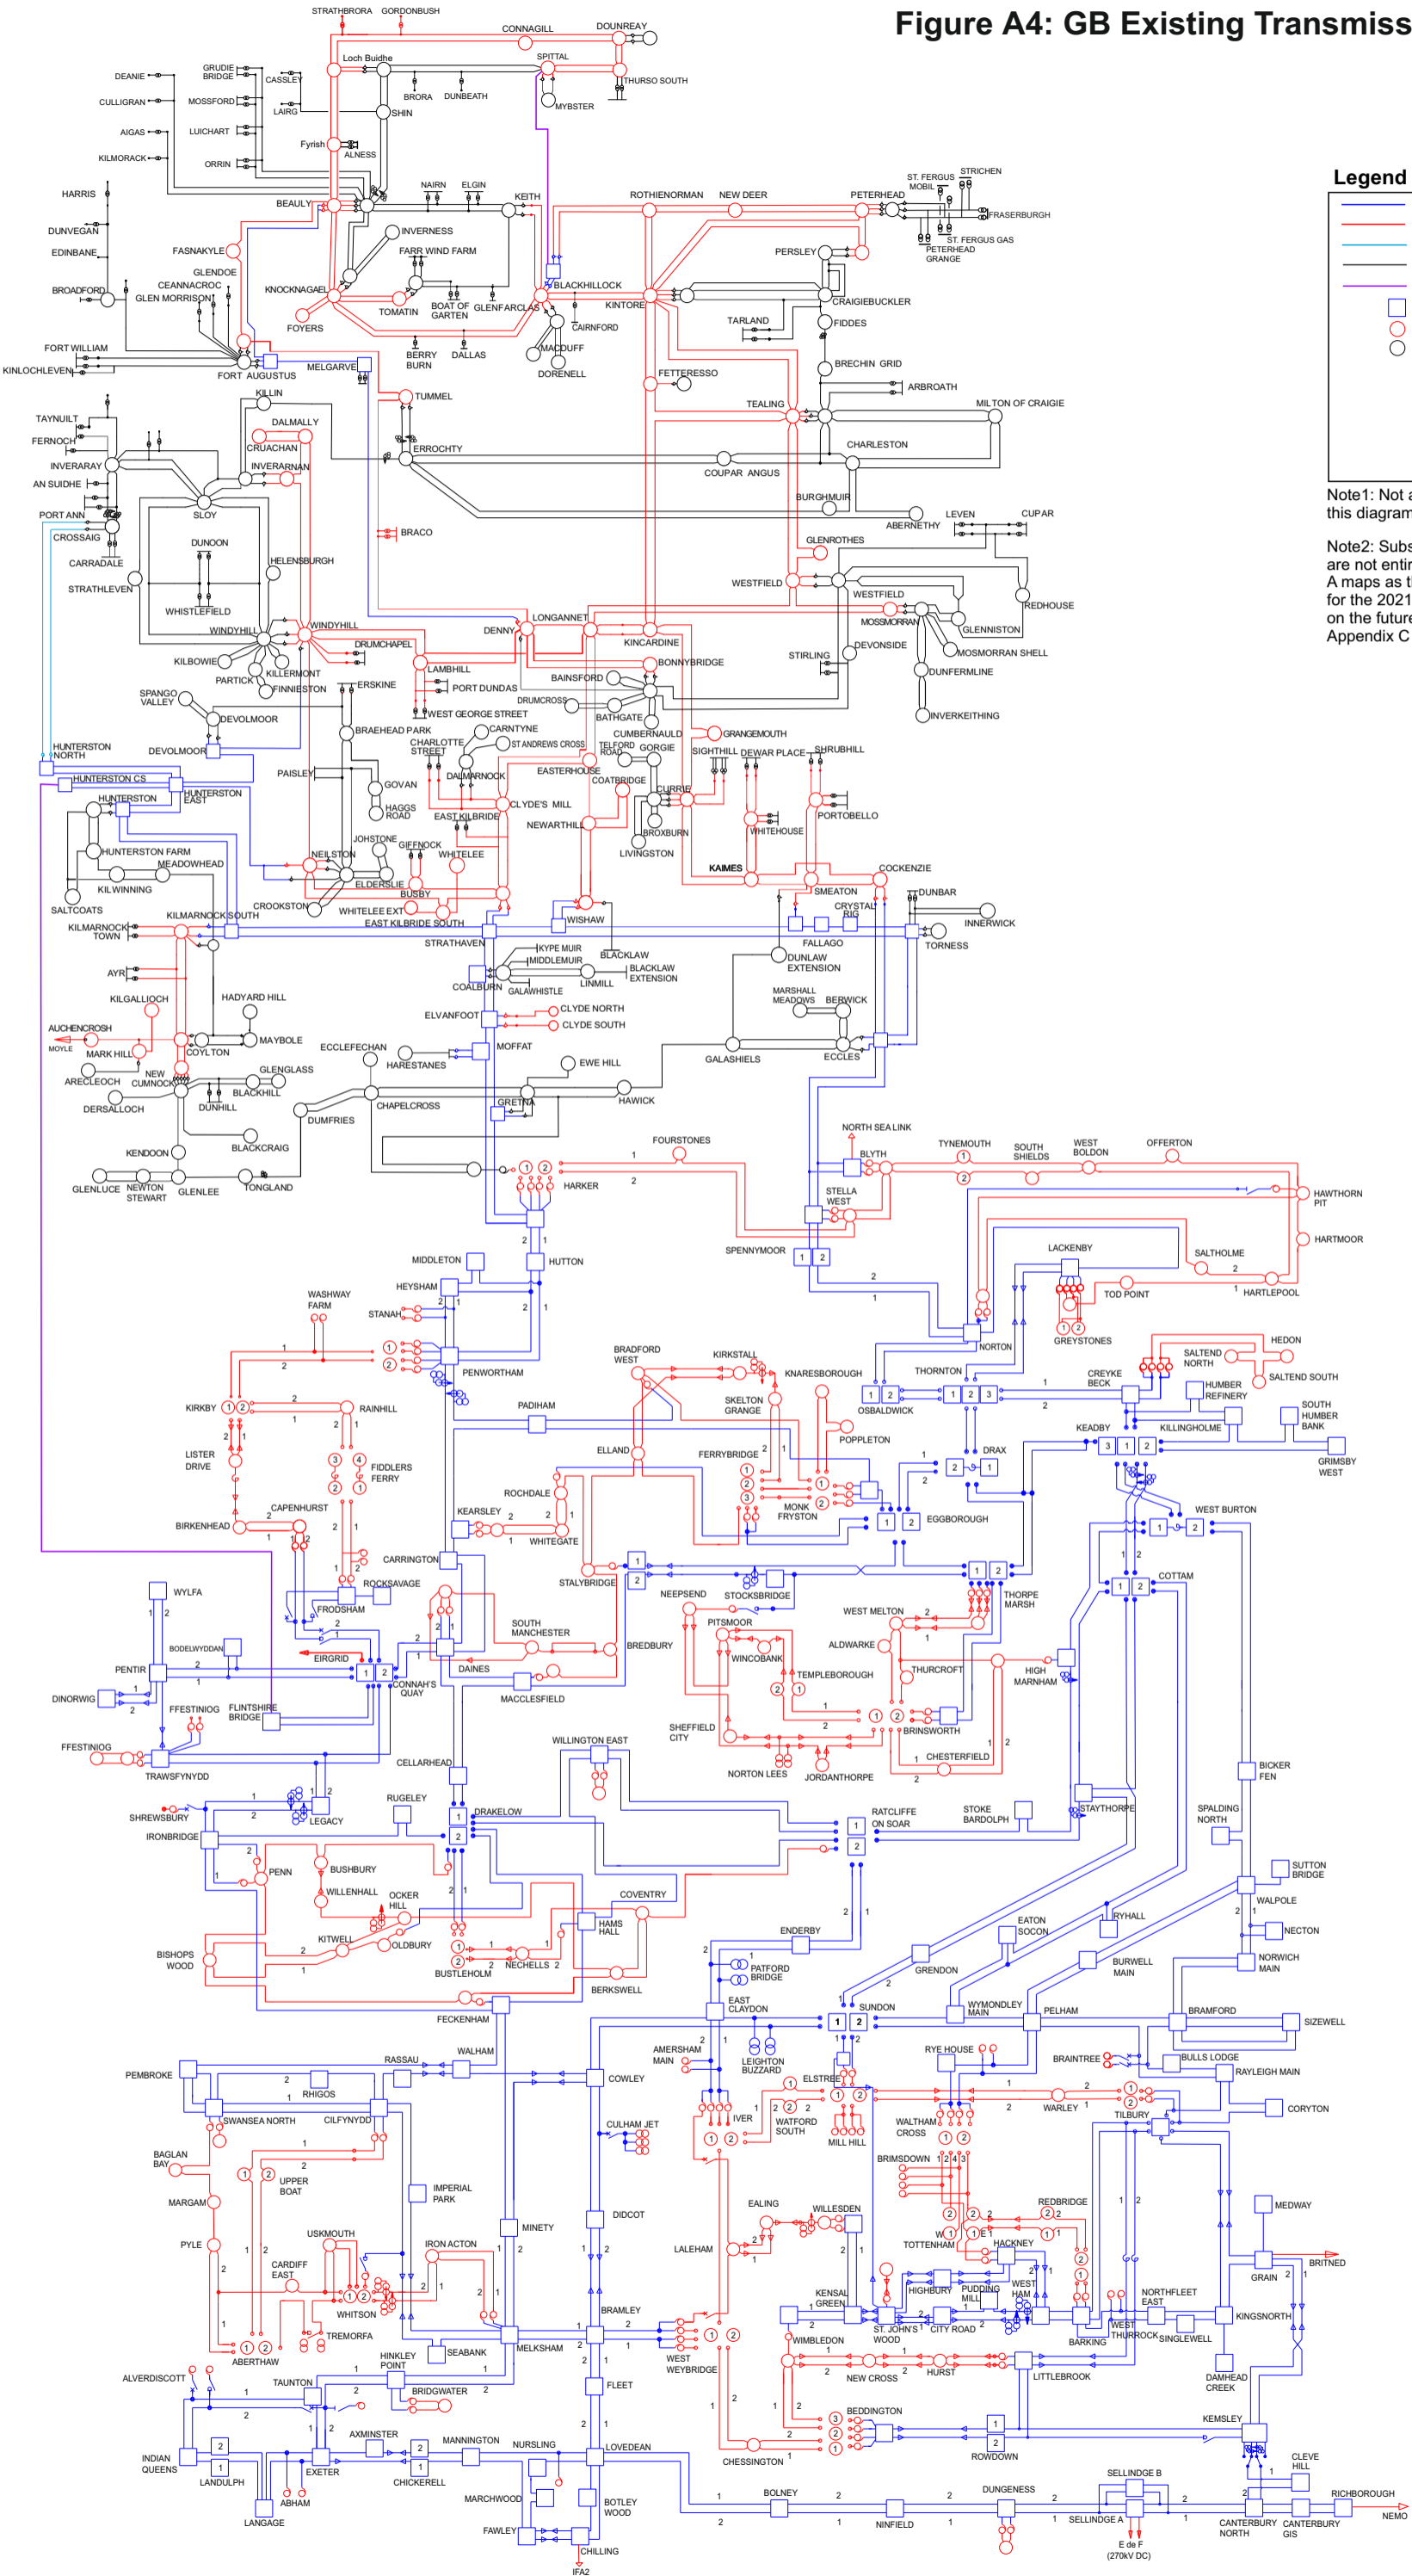 Figure A4: GB Existing Transmiss
STRATHBRORA
GORDONBUSH
CONNAGILL
DOUNREAY
Loch Buidhe
SPITTAL
THURSO SOUTH
MYBSTER
DEANIE
GRUDIE
BRIDGE
CASSLEY
BRORA
DUNBEATH
CULLIGRAN
MOSSFORD
LAIRG
SHIN
AIGAS
LUICHART
Fyrish
ALNESS
KILMORACK
ORRIN
HARRIS
BEAULY
NAIRN
ELGIN
KEITH
ROTHIENORMAN
NEW DEER
PETERHEAD
ST. FERGUS
MOBIL
STRICHEN
FRASERBURGH
ST. FERGUS GAS
PETERHEAD
GRANGE
Legend
DUNVEGAN
EDINBANE
BROADFORD
FASNAKYLE
GLENDOE
CEANNACROC
GLEN MORRISON
INVERNESS
FARR WIND FARM
PERSLEY
KNOCKNAGAEL
FOYERS
TOMATIN
BOAT OF
GARTEN
GLENFARCLAS
BLACKHILLOCK
CAIRNFORD
KINTORE
CRAIGIEBUCKLER
TARLAND
FIDDES
FORT WILLIAM
KINLOCHLEVEN
FORT AUGUSTUS
MELGARVE
BERRY
BURN
DALLAS
MACDUFF
DORENELL
BRECHIN GRID
FETTERESSO
ARBROATH
KILLIN
TUMMEL
TEALING
MILTON OF CRAIGIE
TAYNUILT
FERNOCH
INVERARAY
AN SUIDHE
PORT ANN
CROSSAIG
CARRADALE
DALMALLY
CRUACHAN
INVERARNAN
SLOY
ERROCHTY
COUPAR ANGUS
CHARLESTON
BURGHMUIR
ABERNETHY
LEVEN
CUPAR
Note1: Not a
this diagram
Note2: Subs
are not entir
A maps as th
for the 2021
on the future
Appendix C
BRACO
GLENROTHES
DUNOON
HELENSBURGH
STRATHLEVEN
WHISTLEFIELD
WESTFIELD
WESTFIELD
REDHOUSE
MOSSMORRAN
GLENNISTON
MOSMORRAN SHELL
WINDYHILL
WINDYHILL
DRUMCHAPEL
DENNY
LONGANNET
KINCARDINE
STIRLING
DEVONSIDE
DUNFERMLINE
INVERKEITHING
KILBOWIE
PARTICK
KILLERMONT
FINNIESTON
LAMBHILL
PORT DUNDAS
WEST GEORGE STREET
BONNYBRIDGE
BAINSFORD
DRUMCROSS
BATHGATE
CUMBERNAULD
GRANGEMOUTH
SPANGO
VALLEY
DEVOLMOOR
DEVOLMOOR
ERSKINE
BRAEHEAD PARK
CHARLOTTE
STREET
CARNTYNE
ST ANDREWS CROSS
DALMARNOCK
EASTERHOUSE
TELFORD
ROAD
GORGIE
SIGHTHILL
DEWAR PLACE
SHRUBHILL
HUNTERSTON
NORTH
HUNTERSTON CS
HUNTERSTON
EAST
HUNTERSTON
PAISLEY
GOVAN
HAGGS
ROAD
CLYDE'S MILL
EAST KILBRIDE
COATBRIDGE
NEWARTHILL
CURRIE
BROXBURN
LIVINGSTON
WHITEHOUSE
PORTOBELLO
HUNTERSTON FARM
MEADOWHEAD
KILWINNING
SALTCOATS
NEILSTON
JOHSTONE
ELDERSLIE
CROOKSTON
GIFFNOCK
BUSBY
WHITELEE
WHITELEE EXT
EAST KILBRIDE SOUTH
KAIMES
SMEATON
COCKENZIE
DUNBAR
INNERWICK
TORNESS
CRYSTAL
RIG
FALLAGO
KILMARNOCK SOUTH
KILMARNOCK
TOWN
STRATHAVEN
WISHAW
BLACKLAW
DUNLAW
EXTENSION
AYR
KILGALLIOCH
HADYARD HILL
COALBURN
KYPE MUIR
MIDDLEMUIR
GALAWHISTLE
LINMILL
BLACKLAW
EXTENSION
MARSHALL
MEADOWS
BERWICK
AUCHENCROSH
MOYLE
MARK HILL
COYLTON
MAYBOLE
ELVANFOOT
CLYDE NORTH
CLYDE SOUTH
GALASHIELS
ECCLES
ARECLEOCH
NEW
CUMNOCK
GLENGLASS
BLACKHILL
DERSALLOCH
DUNHILL
ECCLEFECHAN
HARESTANES
MOFFAT
EWE HILL
HAWICK
BLACKCRAIG
DUMFRIES
CHAPELCROSS
GRETNA
KENDOON
GLENLUCE
NEWTON
STEWART
GLENLEE
TONGLAND
FOURSTONES
HARKER
NORTH SEA LINK
BLYTH
TYNEMOUTH
SOUTH
SHIELDS
WEST
BOLDON
OFFERTON
STELLA
WEST
HAWTHORN
PIT
HARTMOOR
MIDDLETON
HUTTON
SPENNYMOOR
LACKENBY
SALTHOLME
HARTLEPOOL
TOD POINT
GREYSTONES
HEYSHAM
STANAH
WASHWAY
FARM
PENWORTHAM
NORTON
BRADFORD
WEST
KIRKSTALL
SKELTON
GRANGE
KNARESBOROUGH
POPPLETON
THORNTON
OSBALDWICK
CREYKE
BECK
SALTEND
NORTH
HEDON
SALTEND SOUTH
HUMBER
REFINERY
SOUTH
HUMBER
BANK
KIRKBY
RAINHILL
PADIHAM
ELLAND
FERRYBRIDGE
MONK
FRYSTON
DRAX
KEADBY
KILLINGHOLME
GRIMSBY
WEST
LISTER
DRIVE
FIDDLERS
FERRY
ROCHDALE
KEARSLEY
WHITEGATE
EGGBOROUGH
WEST BURTON
BIRKENHEAD
CAPENHURST
CARRINGTON
STALYBRIDGE
STOCKSBRIDGE
THORPE
MARSH
COTTAM
WYLFA
ROCKSAVAGE
FRODSHAM
BODELWYDDAN
EIRGRID
SOUTH
MANCHESTER
BREDBURY
NEEPSEND
PITSMOOR
WEST MELTON
ALDWARKE
WINCOBANK
TEMPLEBOROUGH
THURCROFT
HIGH
MARNHAM
PENTIR
CONNAH'S
QUAY
DAINES
MACCLESFIELD
DINORWIG
FFESTINIOG
FLINTSHIRE
BRIDGE
FFESTINIOG
TRAWSFYNYDD
SHEFFIELD
CITY
BRINSWORTH
CHESTERFIELD
NORTON LEES
JORDANTHORPE
CELLARHEAD
WILLINGTON EAST
BICKER
FEN
SHREWSBURY
IRONBRIDGE
LEGACY
RUGELEY
DRAKELOW
RATCLIFFE
ON SOAR
STOKE
BARDOLPH
STAYTHORPE
SPALDING
NORTH
SUTTON
BRIDGE
PENN
BUSHBURY
WILLENHALL
OCKER
HILL
COVENTRY
WALPOLE
BISHOPS
WOOD
KITWELL
OLDBURY
BUSTLEHOLM
NECHELLS
HAMS
HALL
BERKSWELL
ENDERBY
EATON
SOCON
RYHALL
NECTON
GRENDON
BURWELL
MAIN
NORWICH
MAIN
FECKENHAM
PATFORD
BRIDGE
EAST
CLAYDON
SUNDON
WYMONDLEY
MAIN
PELHAM
BRAMFORD
SIZEWELL
PEMBROKE
RHIGOS
RASSAU
WALHAM
COWLEY
AMERSHAM
MAIN
LEIGHTON
BUZZARD
RYE HOUSE
BRAINTREE
BULLS LODGE
RAYLEIGH MAIN
SWANSEA NORTH
CILFYNYDD
CULHAM JET
IVER
WATFORD
SOUTH
ELSTREE
MILL HILL
WALTHAM
CROSS
WARLEY
TILBURY
CORYTON
BAGLAN
BAY
UPPER
BOAT
IMPERIAL
PARK
BRIMSDOWN
MARGAM
PYLE
USKMOUTH
IRON ACTON
MINETY
DIDCOT
EALING
WILLESDEN
LALEHAM
REDBRIDGE
TOTTENHAM
HACKNEY
MEDWAY
BRITNED
GRAIN
CARDIFF
EAST
WHITSON
TREMORFA
ABERTHAW
BRAMLEY
KENSAL
GREEN
ST. JOHN'S
WOOD
HIGHBURY
CITY ROAD
PUDDING
MILL
WEST
HAM
BARKING
WEST
THURROCK
NORTHFLEET
EAST
SINGLEWELL
KINGSNORTH
SEABANK
MELKSHAM
WEST
WEYBRIDGE
WIMBLEDON
NEW CROSS
HURST
LITTLEBROOK
DAMHEAD
CREEK
ALVERDISCOTT
TAUNTON
HINKLEY
POINT
BRIDGWATER
FLEET
BEDDINGTON
CHESSINGTON
ROWDOWN
KEMSLEY
INDIAN
QUEENS
LANDULPH
LANGAGE
ABHAM
EXETER
AXMINSTER
CHICKERELL
MANNINGTON
NURSLING
MARCHWOOD
LOVEDEAN
BOTLEY
WOOD
FAWLEY
CHILLING
IFA2
BOLNEY
NINFIELD
DUNGENESS
SELLINDGE B
SELLINDGE A
E de F
(270kV DC)
CLEVE
HILL
CANTERBURY
NORTH
CANTERBURY
GIS
RICHBOROUGH
NEMO